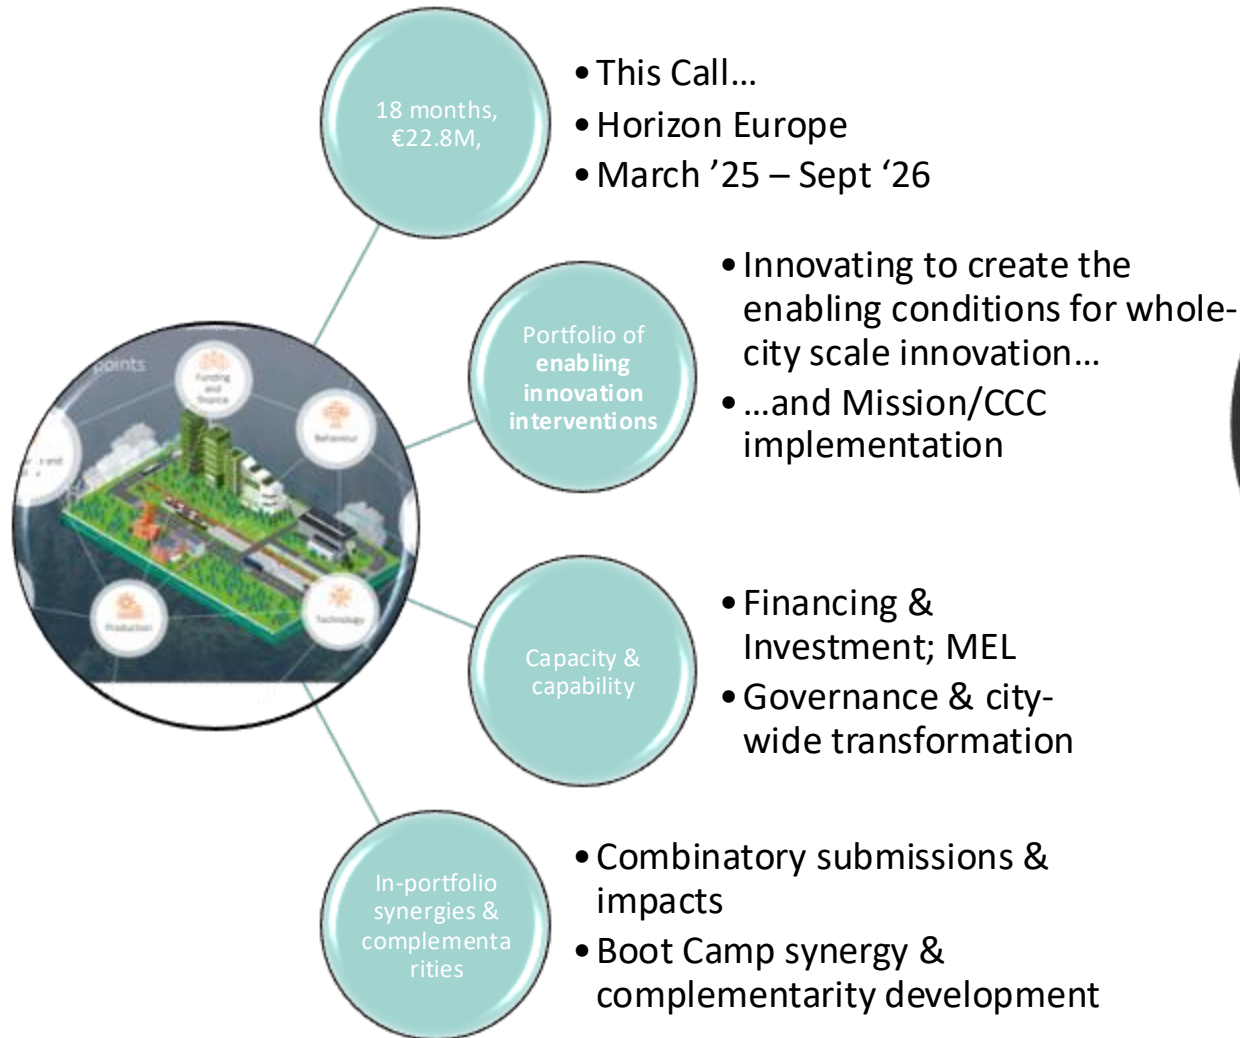 18 months,
€22.8M,
• This Call…
• Horizon Europe
• March ’25 – Sept ‘26
Portfolio of
enabling
innovation
interventions
• Innovating to create the
enabling conditions for whole-
city scale innovation…
• …and Mission/CCC
implementation
points
Funding
and
finance
Behaviour
Production
Technology
Capacity &
capability
• Financing &
Investment; MEL
• Governance & city-
wide transformation
In-portfolio
synergies &
complementa
rities
• Combinatory submissions &
impacts
• Boot Camp synergy &
complementarity development